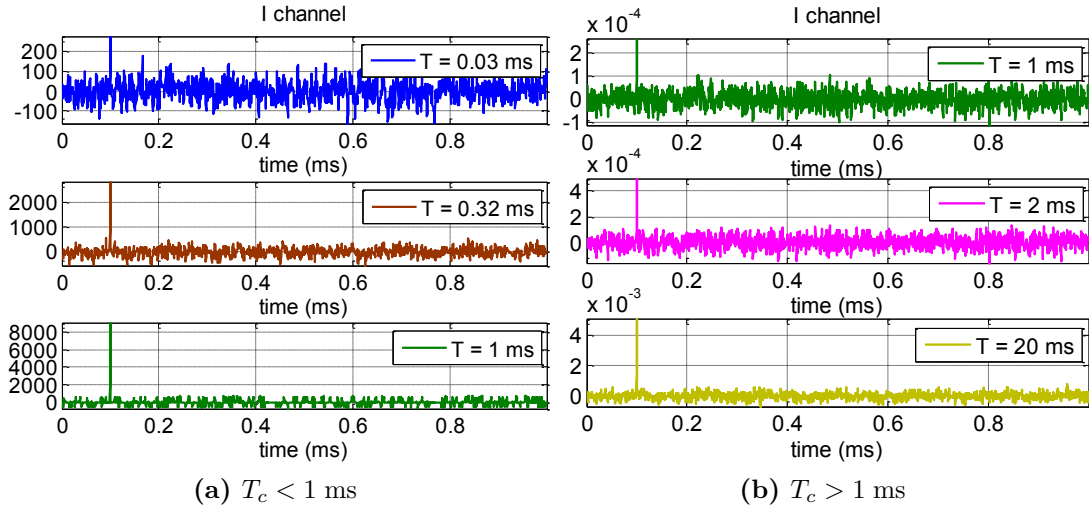 I channel
200
100
0
-100
T = 0.03 ms
0 0.2 0.4 0.6 0.8
time (ms)
2000
1000
0
T = 0.32 ms
0 0.2 0.4 0.6 0.8
time (ms)
8000
6000
4000
2000
0
T = 1 ms
0 0.2 0.4 0.6 0.8
time (ms)
(a) T_c < 1 ms
I channel
x 10^-4
2
1
0
-1
T = 1 ms
0 0.2 0.4 0.6 0.8
time (ms)
x 10^-4
4
2
0
T = 2 ms
0 0.2 0.4 0.6 0.8
time (ms)
x 10^-3
4
2
0
T = 20 ms
0 0.2 0.4 0.6 0.8
time (ms)
(b) T_c > 1 ms